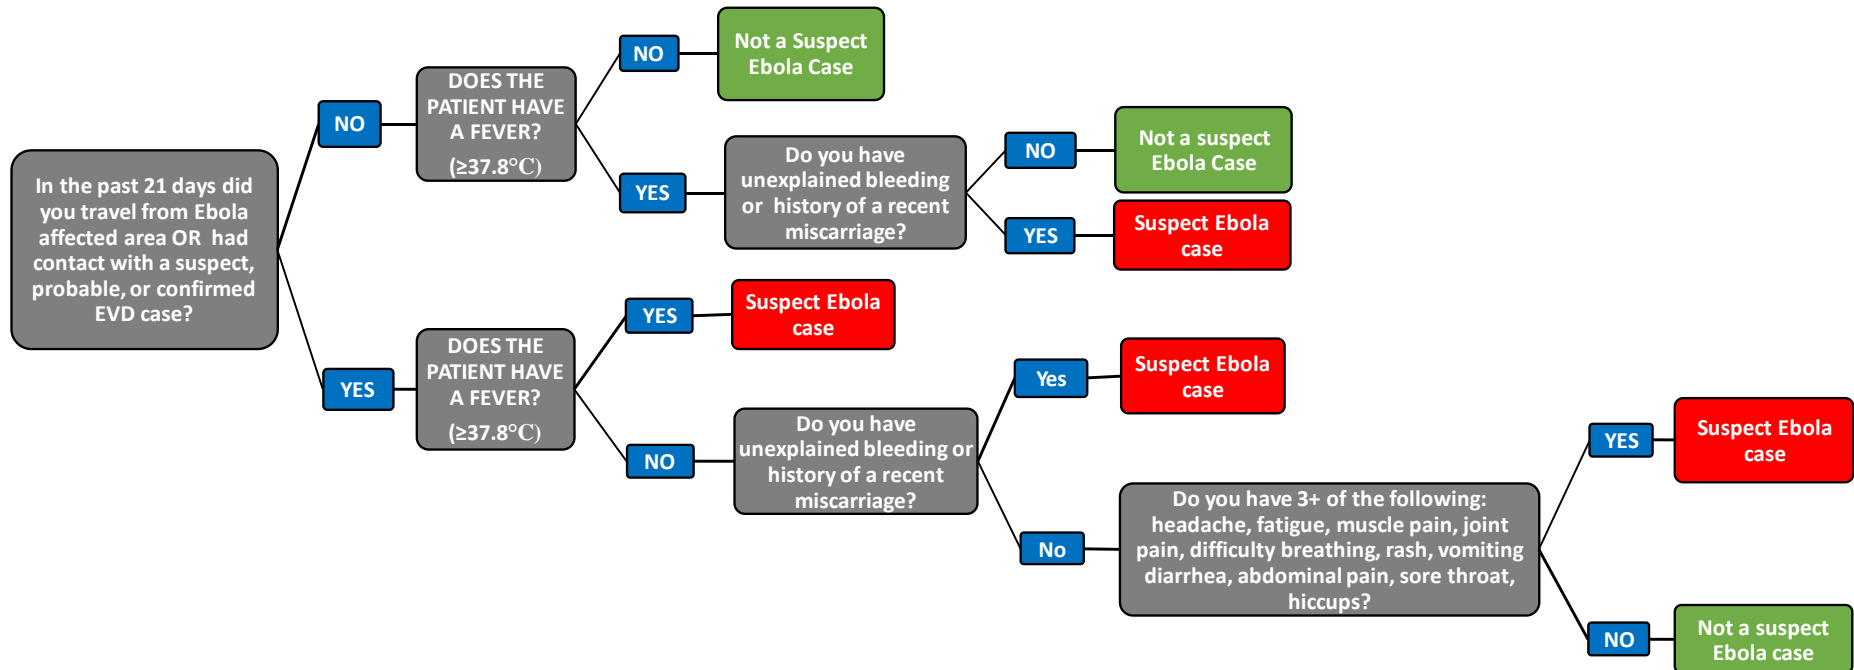 In the past 21 days did
you travel from Ebola
affected area OR had
contact with a suspect,
probable, or confirmed
EVD case?
NO
DOES THE
PATIENT HAVE
A FEVER?
(≥37.8°C)
NO
Not a Suspect
Ebola Case
YES
Do you have
unexplained bleeding
or history of a recent
miscarriage?
NO
Not a suspect
Ebola Case
YES
Suspect Ebola
case
YES
DOES THE
PATIENT HAVE
A FEVER?
(≥37.8°C)
YES
Suspect Ebola
case
NO
Do you have
unexplained bleeding or
history of a recent
miscarriage?
Yes
Suspect Ebola
case
No
Do you have 3+ of the following:
headache, fatigue, muscle pain, joint
pain, difficulty breathing, rash, vomiting
diarrhea, abdominal pain, sore throat,
hiccups?
YES
Suspect Ebola
case
NO
Not a suspect
Ebola case